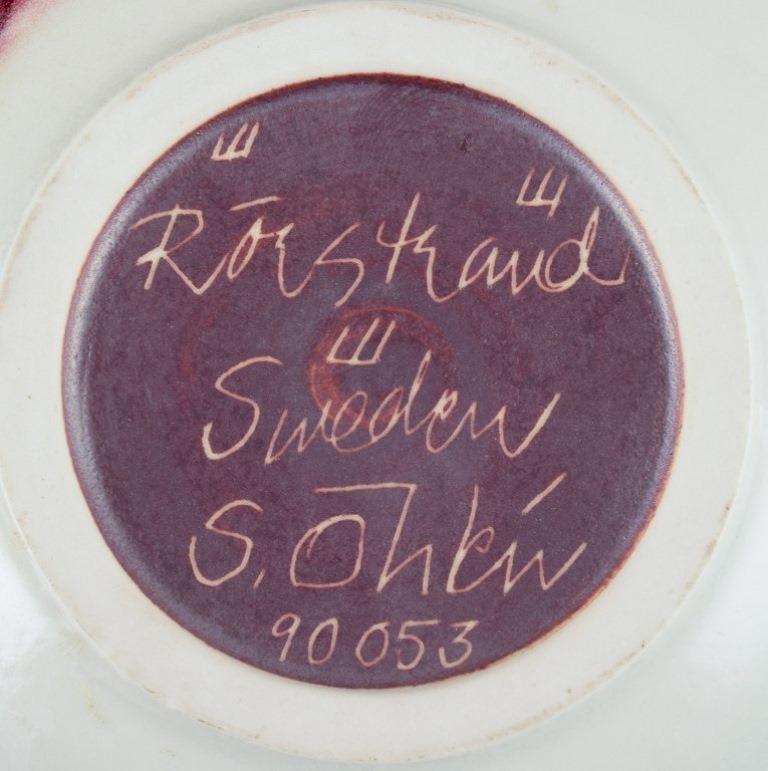 Rörstrand
Sweden
S. Öhlén
90053